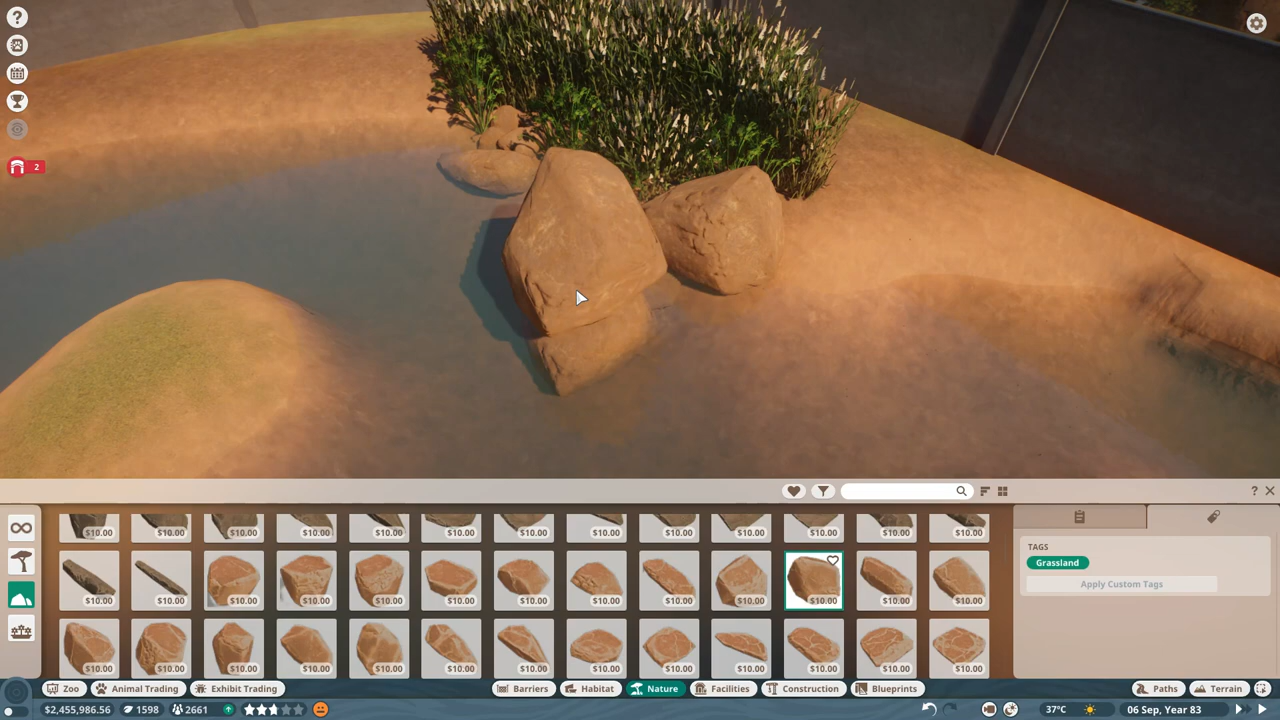 2
$10.00 $10.00 $10.00 $10.00 $10.00 $10.00 $10.00 $10.00 $10.00 $10.00 $10.00 $10.00 $10.00
$10.00 $10.00 $10.00 $10.00 $10.00 $10.00 $10.00 $10.00 $10.00 $10.00 $10.00 $10.00 $10.00
$10.00 $10.00 $10.00 $10.00 $10.00 $10.00 $10.00 $10.00 $10.00 $10.00 $10.00 $10.00 $10.00
TAGS
Grassland
Apply Custom Tags
Zoo Animal Trading Exhibit Trading Barriers Habitat Nature Facilities Construction Blueprints Paths Terrain
$2,455,986.56 1598 2661 37°C 06 Sep, Year 83